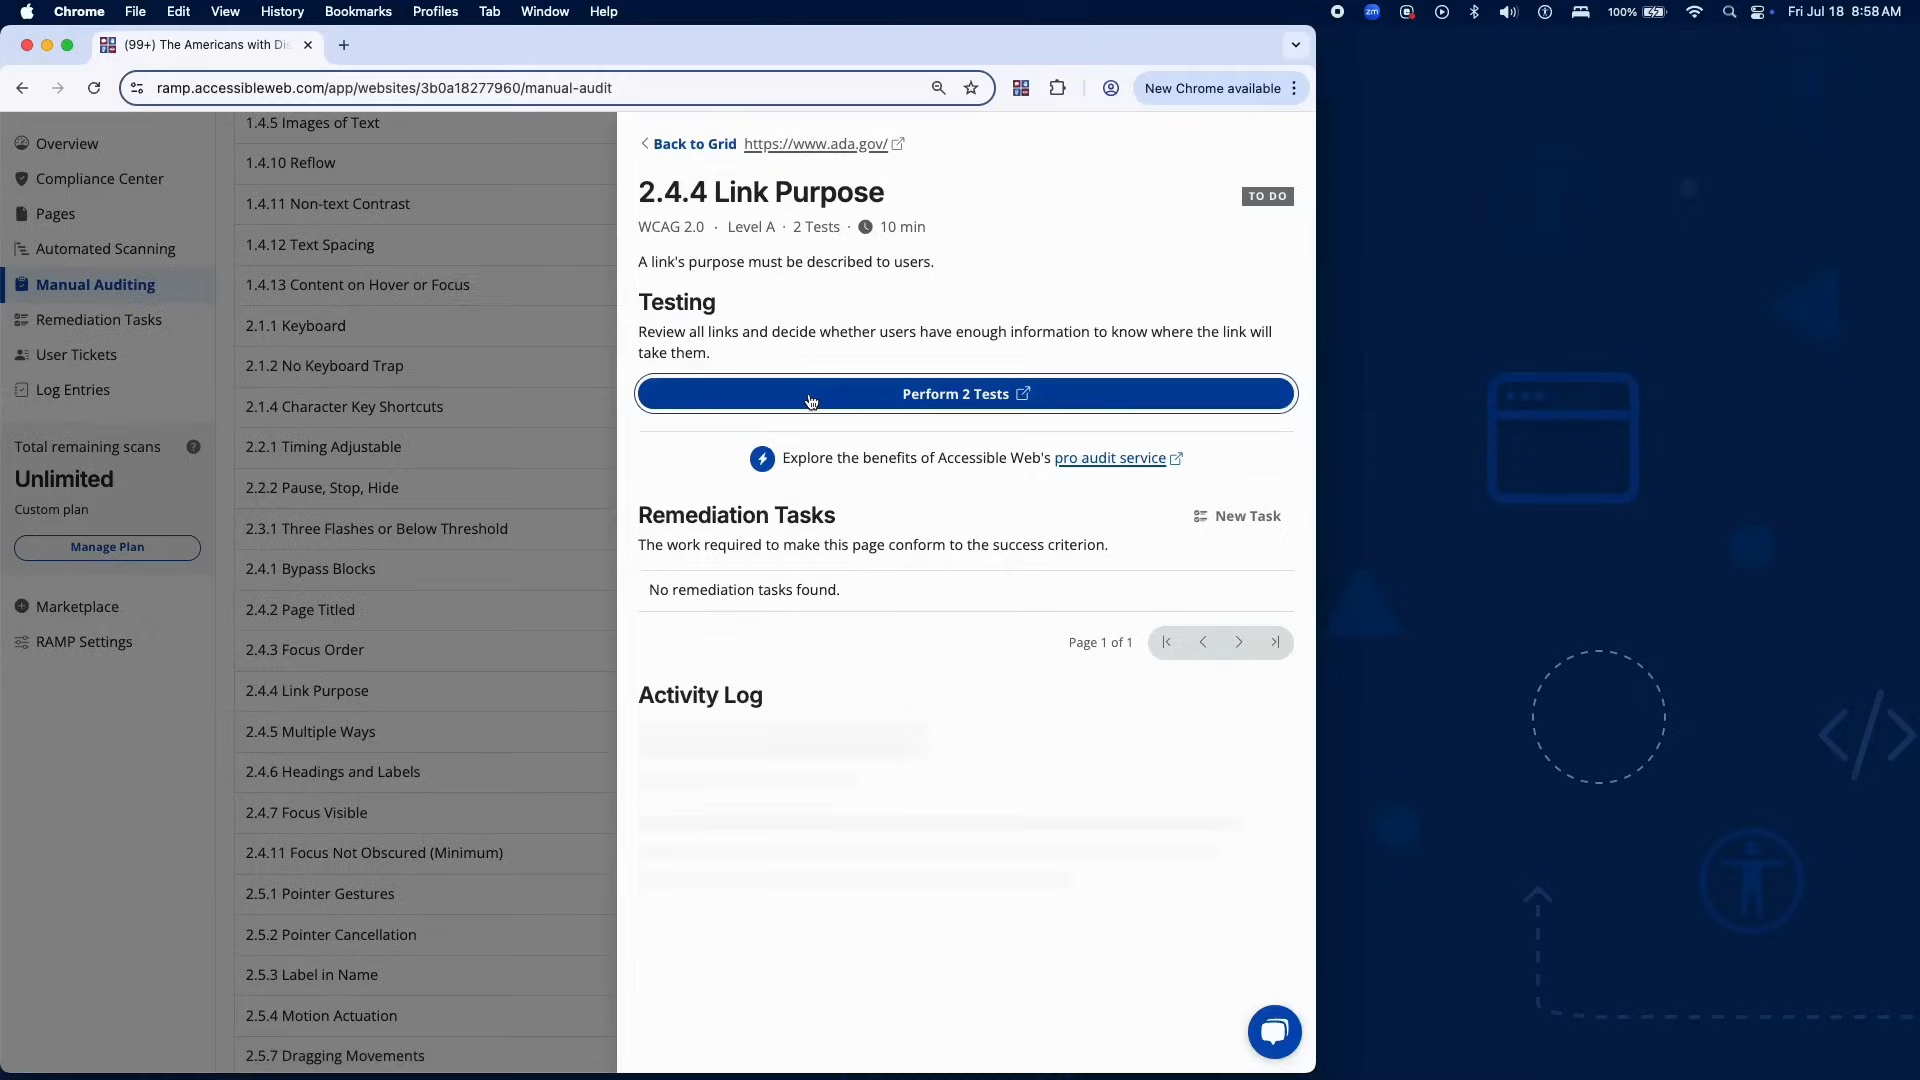 Chrome File Edit View History Bookmarks Profiles Tab Window Help
zm 100% Fri Jul 18 8:58 AM
(99+) The Americans with Dis
ramp.accessibleweb.com/app/websites/3b0a18277960/manual-audit
New Chrome available
Overview
Compliance Center
Pages
Automated Scanning
Manual Auditing
Remediation Tasks
User Tickets
Log Entries
Total remaining scans ?
Unlimited
Custom plan
Manage Plan
Marketplace
RAMP Settings
1.4.5 Images of Text
1.4.10 Reflow
1.4.11 Non-text Contrast
1.4.12 Text Spacing
1.4.13 Content on Hover or Focus
2.1.1 Keyboard
2.1.2 No Keyboard Trap
2.1.4 Character Key Shortcuts
2.2.1 Timing Adjustable
2.2.2 Pause, Stop, Hide
2.3.1 Three Flashes or Below Threshold
2.4.1 Bypass Blocks
2.4.2 Page Titled
2.4.3 Focus Order
2.4.4 Link Purpose
2.4.5 Multiple Ways
2.4.6 Headings and Labels
2.4.7 Focus Visible
2.4.11 Focus Not Obscured (Minimum)
2.5.1 Pointer Gestures
2.5.2 Pointer Cancellation
2.5.3 Label in Name
2.5.4 Motion Actuation
2.5.7 Dragging Movements
Back to Grid https://www.ada.gov/
2.4.4 Link Purpose
TO DO
WCAG 2.0 · Level A · 2 Tests · 10 min
A link's purpose must be described to users.
Testing
Review all links and decide whether users have enough information to know where the link will
take them.
Perform 2 Tests
Explore the benefits of Accessible Web's pro audit service
Remediation Tasks
New Task
The work required to make this page conform to the success criterion.
No remediation tasks found.
Page 1 of 1
Activity Log